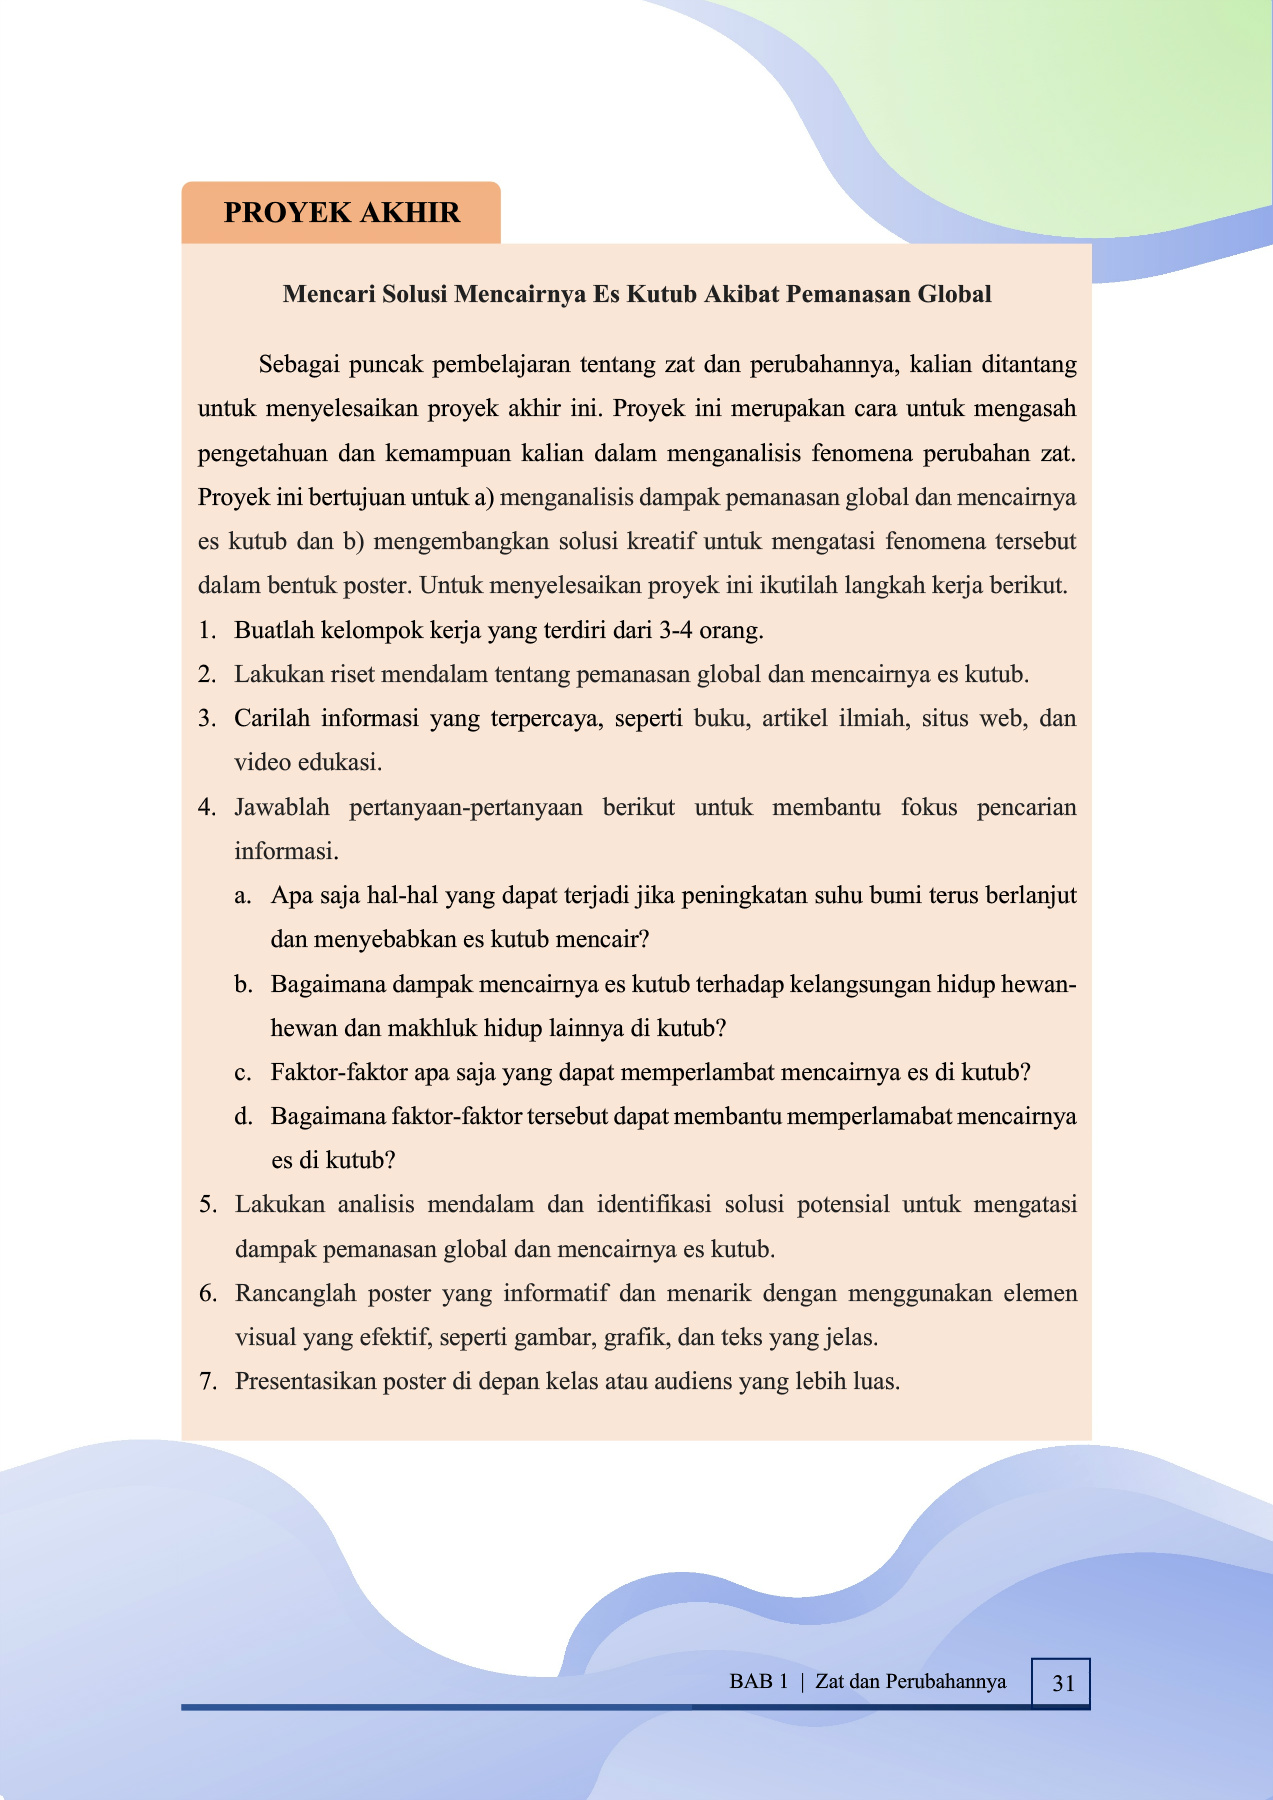 PROYEK AKHIR
Mencari Solusi Mencairnya Es Kutub Akibat Pemanasan Global
Sebagai puncak pembelajaran tentang zat dan perubahannya, kalian ditantang
untuk menyelesaikan proyek akhir ini. Proyek ini merupakan cara untuk mengasah
pengetahuan dan kemampuan kalian dalam menganalisis fenomena perubahan zat.
Proyek ini bertujuan untuk a) menganalisis dampak pemanasan global dan mencairnya
es kutub dan b) mengembangkan solusi kreatif untuk mengatasi fenomena tersebut
dalam bentuk poster. Untuk menyelesaikan proyek ini ikutilah langkah kerja berikut.
1. Buatlah kelompok kerja yang terdiri dari 3-4 orang.
2. Lakukan riset mendalam tentang pemanasan global dan mencairnya es kutub.
3. Carilah informasi yang terpercaya, seperti buku, artikel ilmiah, situs web, dan
video edukasi.
4. Jawablah pertanyaan-pertanyaan berikut untuk membantu fokus pencarian
informasi.
a. Apa saja hal-hal yang dapat terjadi jika peningkatan suhu bumi terus berlanjut
dan menyebabkan es kutub mencair?
b. Bagaimana dampak mencairnya es kutub terhadap kelangsungan hidup hewan-
hewan dan makhluk hidup lainnya di kutub?
c. Faktor-faktor apa saja yang dapat memperlambat mencairnya es di kutub?
d. Bagaimana faktor-faktor tersebut dapat membantu memperlamabat mencairnya
es di kutub?
5. Lakukan analisis mendalam dan identifikasi solusi potensial untuk mengatasi
dampak pemanasan global dan mencairnya es kutub.
6. Rancanglah poster yang informatif dan menarik dengan menggunakan elemen
visual yang efektif, seperti gambar, grafik, dan teks yang jelas.
7. Presentasikan poster di depan kelas atau audiens yang lebih luas.
BAB 1 | Zat dan Perubahannya 31